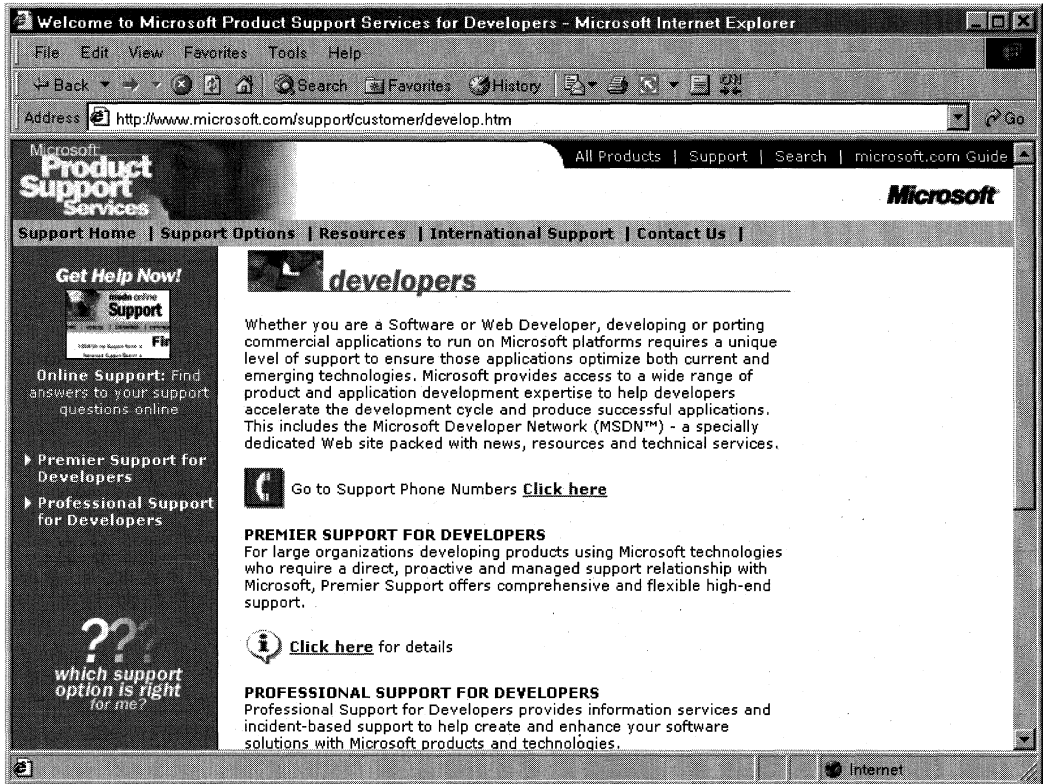 Welcome to Microsoft Product Support Services for Developers - Microsoft Internet Explorer
File Edit View Favorites Tools Help
Back Search Favorites History
Address http://www.microsoft.com/support/customer/develop.htm Go
Microsoft
Product
Support
Services
All Products | Support | Search | microsoft.com Guide
Microsoft
Support Home | Support Options | Resources | International Support | Contact Us |
Get Help Now!
msdn online
Support
Online Support: Find
answers to your support
questions online
Premier Support for
Developers
Professional Support
for Developers
???
which support
option is right
for me?
developers
Whether you are a Software or Web Developer, developing or porting
commercial applications to run on Microsoft platforms requires a unique
level of support to ensure those applications optimize both current and
emerging technologies. Microsoft provides access to a wide range of
product and application development expertise to help developers
accelerate the development cycle and produce successful applications.
This includes the Microsoft Developer Network (MSDN™) - a specially
dedicated Web site packed with news, resources and technical services.
Go to Support Phone Numbers Click here
PREMIER SUPPORT FOR DEVELOPERS
For large organizations developing products using Microsoft technologies
who require a direct, proactive and managed support relationship with
Microsoft, Premier Support offers comprehensive and flexible high-end
support.
Click here for details
PROFESSIONAL SUPPORT FOR DEVELOPERS
Professional Support for Developers provides information services and
incident-based support to help create and enhance your software
solutions with Microsoft products and technologies.
Internet